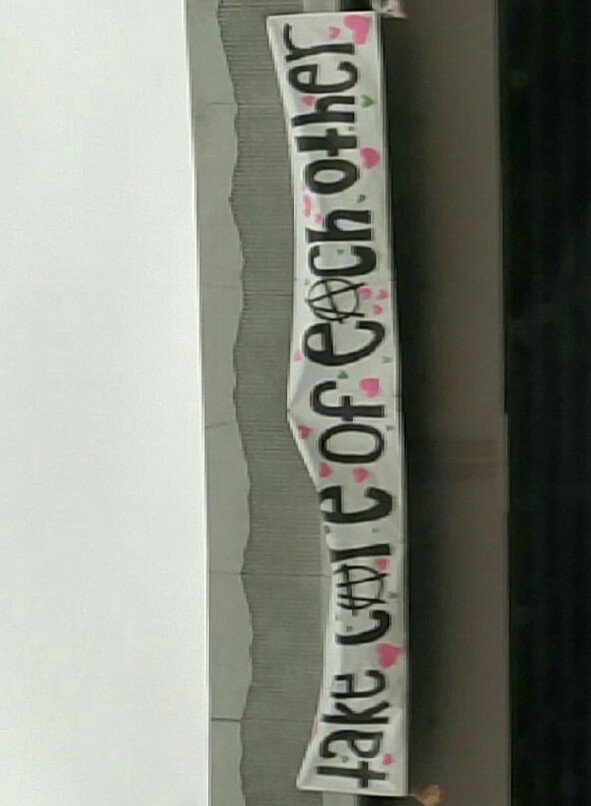 take care of each other